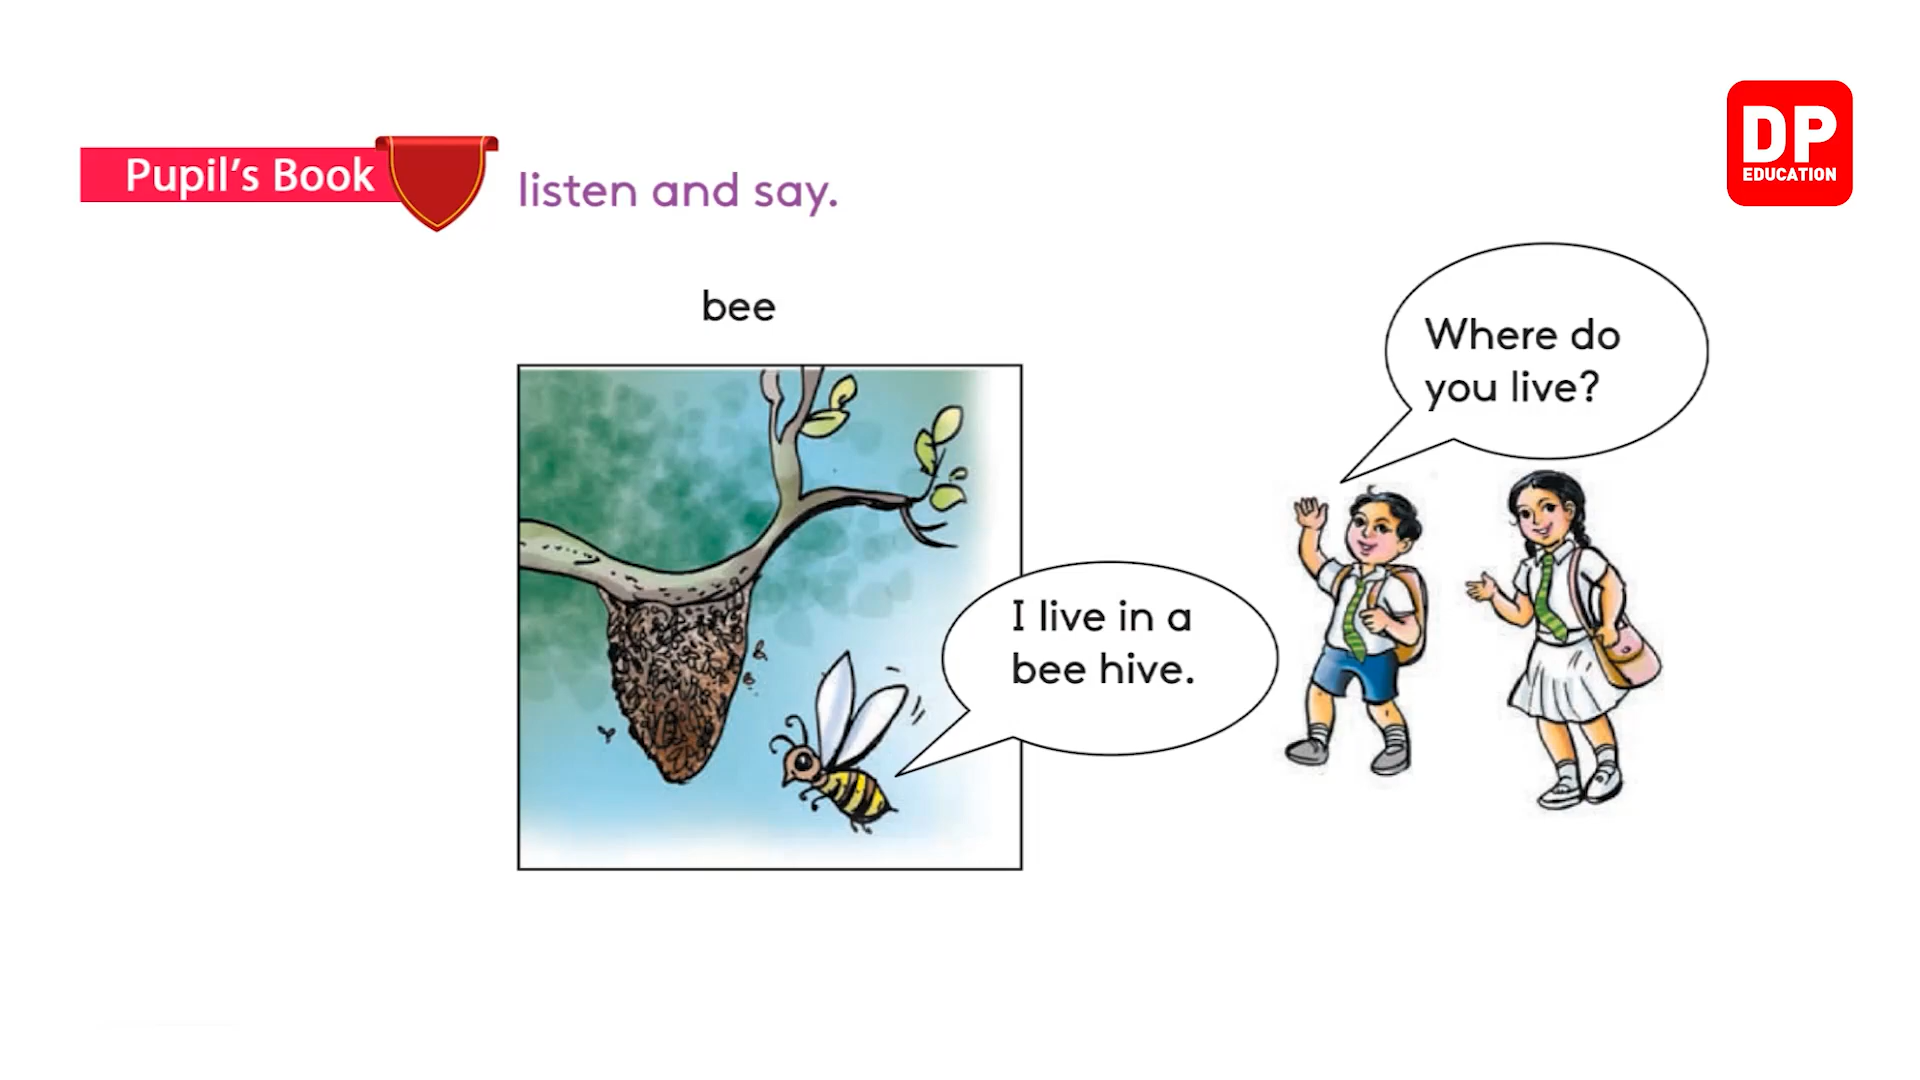 Pupil's Book
listen and say.
DP
EDUCATION
bee
Where do
you live?
I live in a
bee hive.